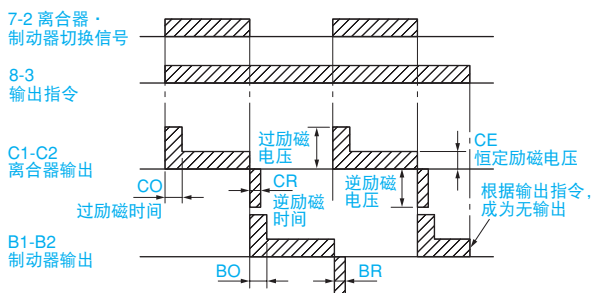 7-2 离合器·
制动器切换信号
8-3
输出指令
C1-C2
离合器输出
过励磁
电压
CE
恒定励磁电压
CO
过励磁时间
CR
逆励磁
时间
逆励磁
电压
根据输出指令，
成为无输出
B1-B2
制动器输出
BO
BR